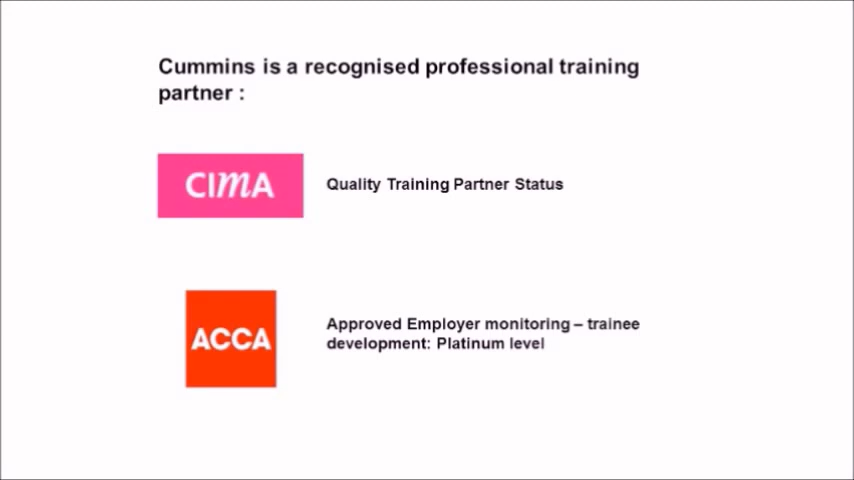 Cummins is a recognised professional training
partner :
CIMA
Quality Training Partner Status
ACCA
Approved Employer monitoring – trainee
development: Platinum level